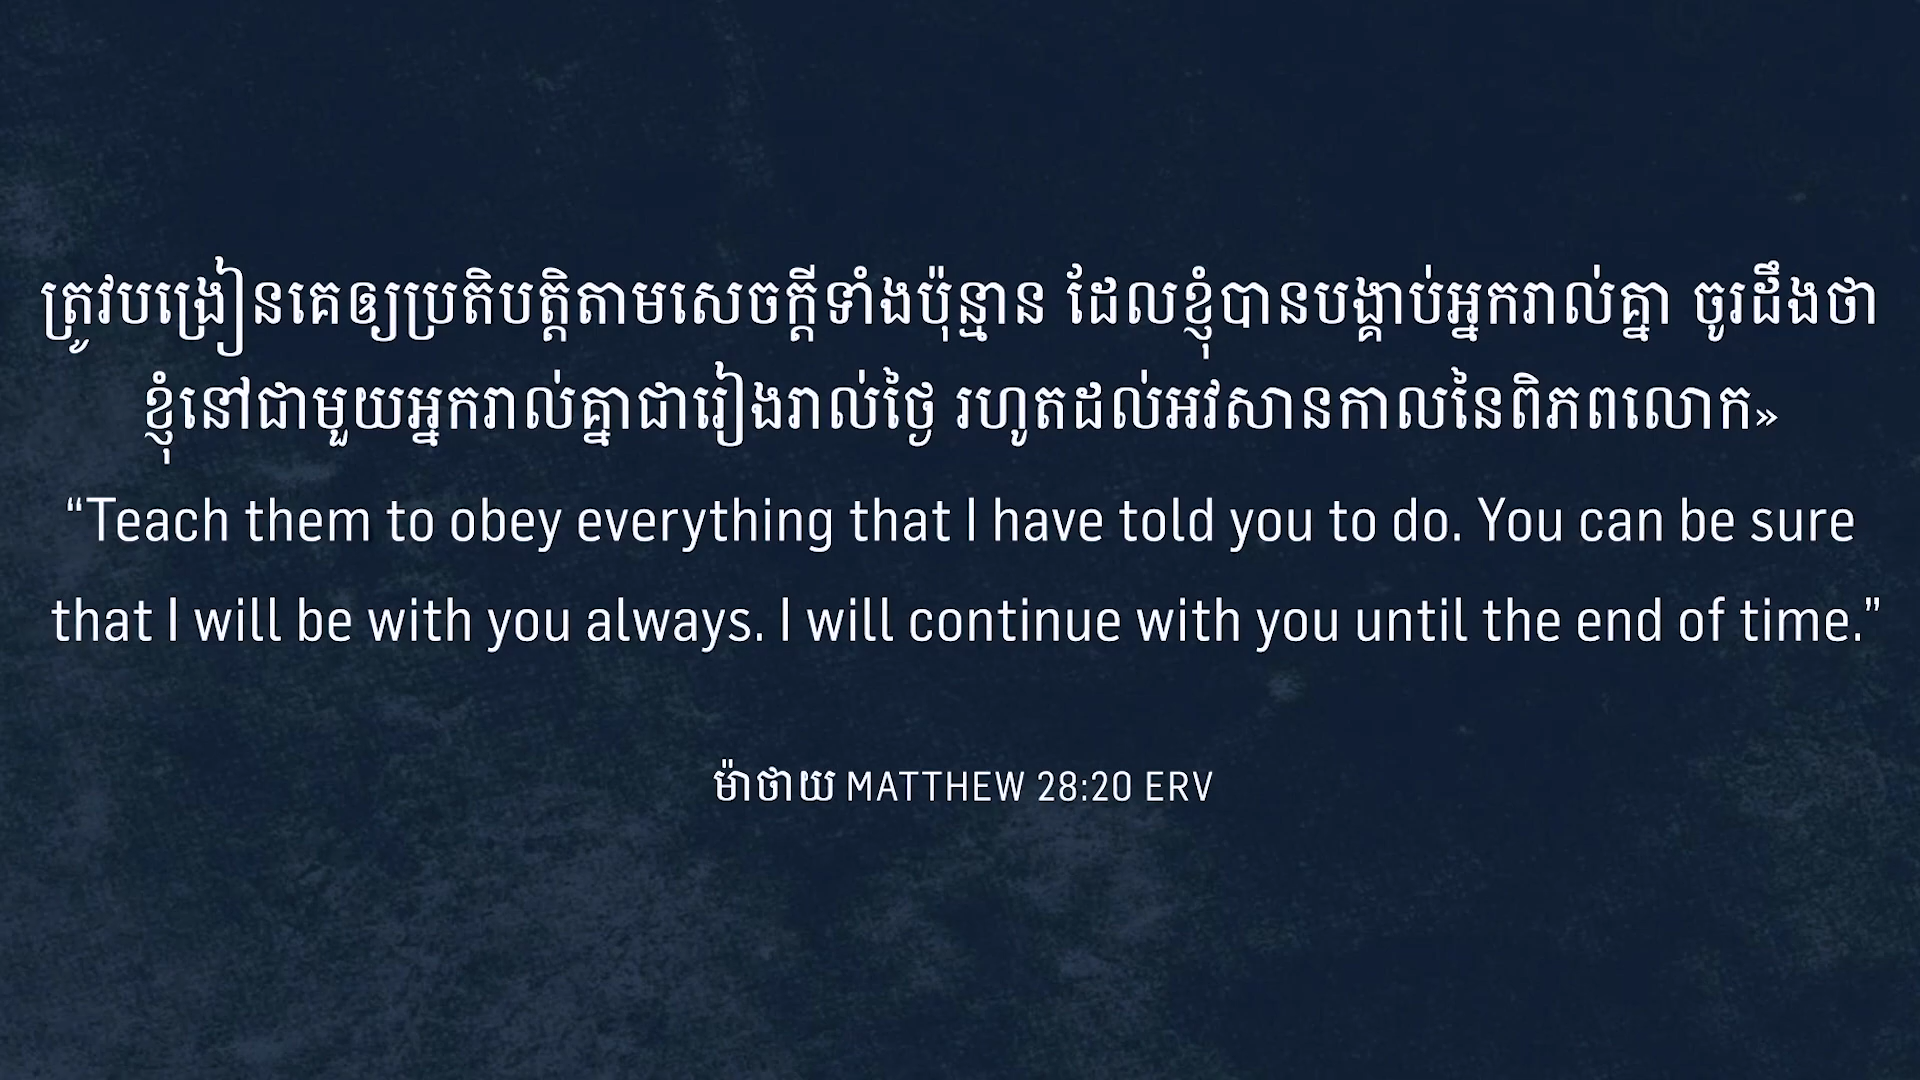 ត្រូវបង្រៀនគេឲ្យប្រតិបត្តិតាមសេចក្ដីទាំងប៉ុន្មាន ដែលខ្ញុំបានបង្គាប់អ្នករាល់គ្នា ចូរដឹងថា
ខ្ញុំនៅជាមួយអ្នករាល់គ្នាជារៀងរាល់ថ្ងៃ រហូតដល់អវសានកាលនៃពិភពលោក»
“Teach them to obey everything that I have told you to do. You can be sure
that I will be with you always. I will continue with you until the end of time.”
ម៉ាថាយ MATTHEW 28:20 ERV